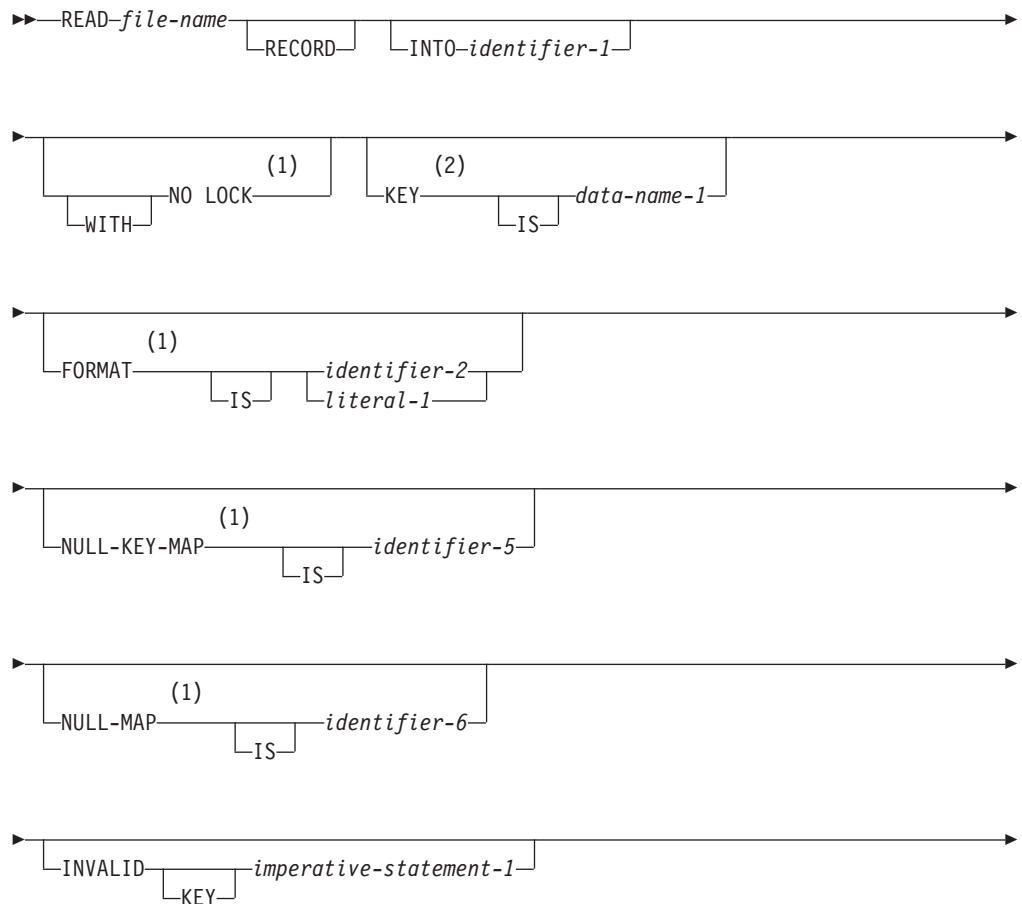 READ file-name
RECORD INTO identifier-1
(1) (2)
NO LOCK KEY data-name-1
WITH IS
(1)
FORMAT identifier-2
IS literal-1
(1)
NULL-KEY-MAP identifier-5
IS
(1)
NULL-MAP identifier-6
IS
INVALID imperative-statement-1
KEY